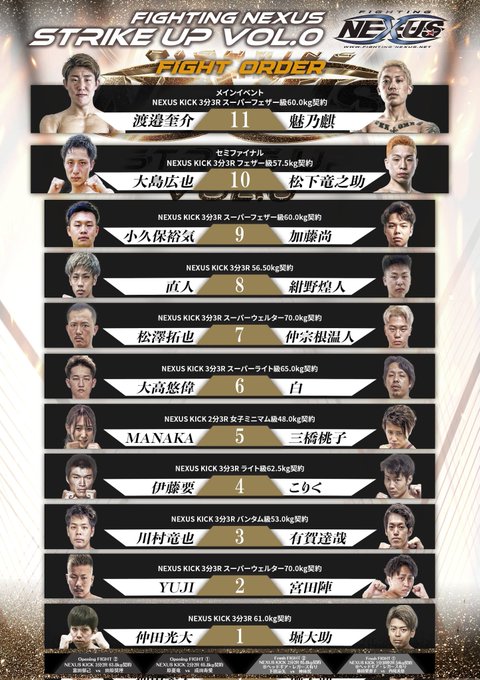 FIGHTING NEXUS
STRIKE UP VOL.0
FIGHTING
NEXUS
WWW.FIGHTING-NEXUS.NET
FIGHT ORDER
メインイベント
NEXUS KICK 3分3R スーパーフェザー級60.0kg契約
渡邉奎介 11 魅乃麒
セミファイナル
NEXUS KICK 3分3R フェザー級57.5kg契約
大島広也 10 松下竜之助
NEXUS KICK 3分3R スーパーフェザー級60.0kg契約
小久保裕気 9 加藤尚
NEXUS KICK 3分3R 56.50kg契約
直人 8 紺野煌人
NEXUS KICK 3分3R スーパーウェルター70.0kg契約
松澤拓也 7 仲宗根温人
NEXUS KICK 3分3R スーパーライト級65.0kg契約
大高悠偉 6 白
NEXUS KICK 2分3R 女子ミニマム級48.0kg契約
MANAKA 5 三橋桃子
NEXUS KICK 3分3R ライト級62.5kg契約
伊藤要 4 こりく
NEXUS KICK 3分3R バンタム級53.0kg契約
川村竜也 3 有賀達哉
NEXUS KICK 3分3R スーパーウェルター70.0kg契約
YUJI 2 宮田陣
NEXUS KICK 3分3R 61.0kg契約
仲田光大 1 堀大助
Opening FIGHT ②
Opening FIGHT ①
Fresh FIGHT ②
Fresh FIGHT ①